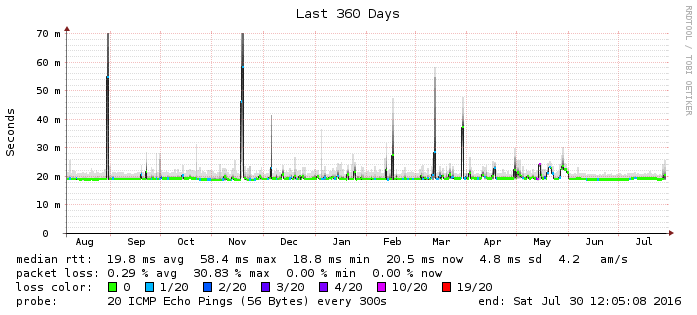 Last 360 Days
RRDTOOL / TOBI OETIKER
Seconds
70 m
60 m
50 m
40 m
30 m
20 m
10 m
0
Aug Sep Oct Nov Dec Jan Feb Mar Apr May Jun Jul
median rtt: 19.8 ms avg 58.4 ms max 18.8 ms min 20.5 ms now 4.8 ms sd 4.2 am/s
packet loss: 0.29 % avg 30.83 % max 0.00 % min 0.00 % now
loss color: 0 1/20 2/20 3/20 4/20 10/20 19/20
probe: 20 ICMP Echo Pings (56 Bytes) every 300s end: Sat Jul 30 12:05:08 2016